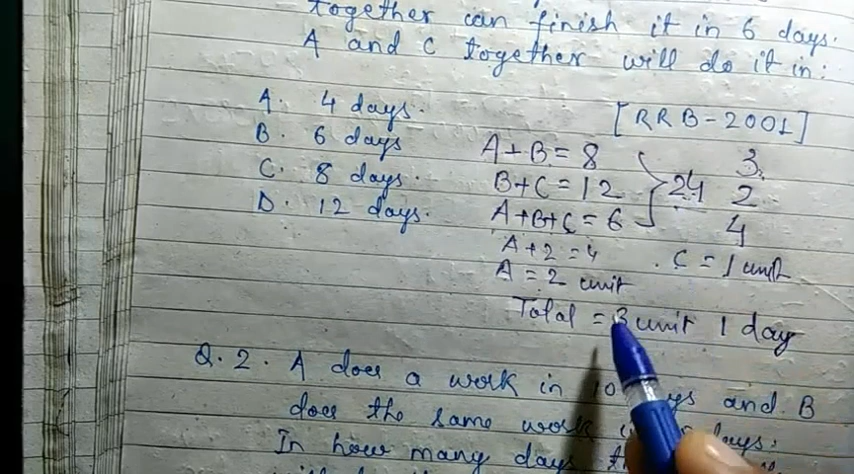 together can finish it in 6 days.
A and C together will do it in:
[RRB-2001]
A. 4 days.
B. 6 days
C. 8 days.
D. 12 days.
A+B = 8
B+C = 12
A+B+C = 6
24
3.
2
4
A+2 = 4
A = 2 unit
C = 1 unit
Total = 3 unit 1 day
Q.2. A does a work in 10 and B
does the same work days.
In how many days